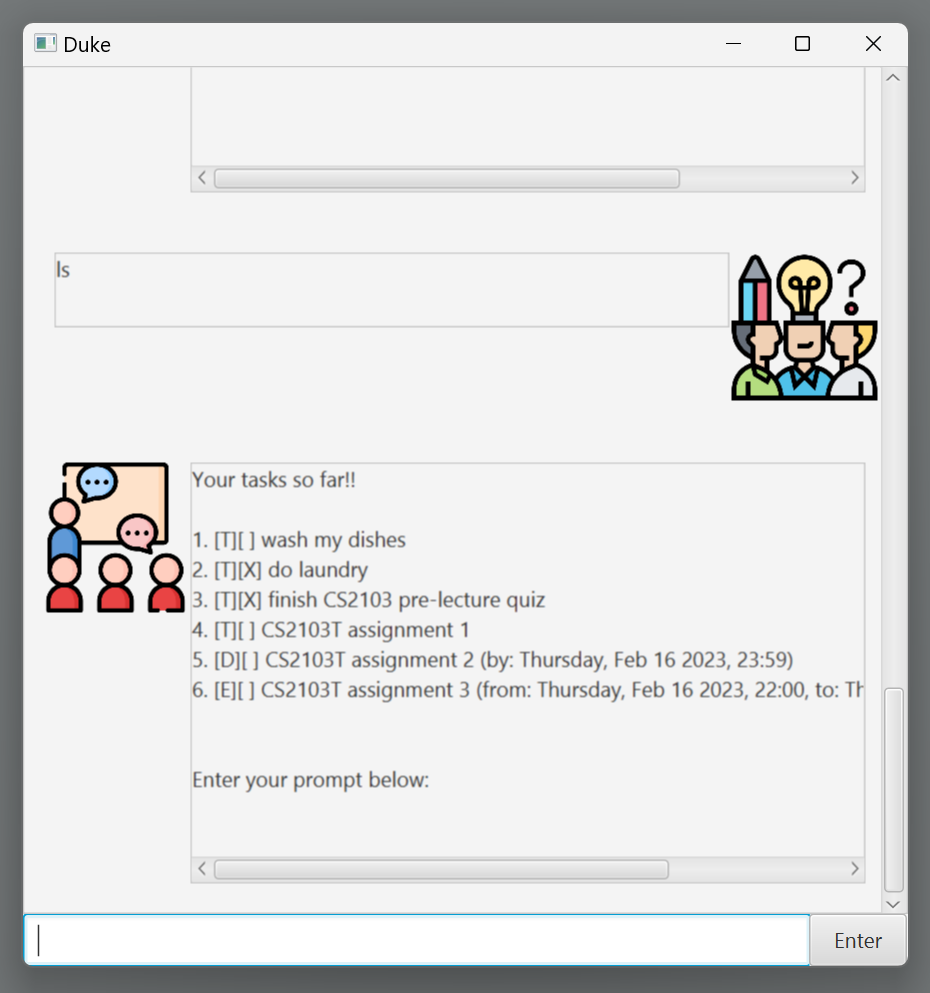 Duke
ls
Your tasks so far!!
1. [T][ ] wash my dishes
2. [T][X] do laundry
3. [T][X] finish CS2103 pre-lecture quiz
4. [T][ ] CS2103T assignment 1
5. [D][ ] CS2103T assignment 2 (by: Thursday, Feb 16 2023, 23:59)
6. [E][ ] CS2103T assignment 3 (from: Thursday, Feb 16 2023, 22:00, to: Th
Enter your prompt below:
Enter